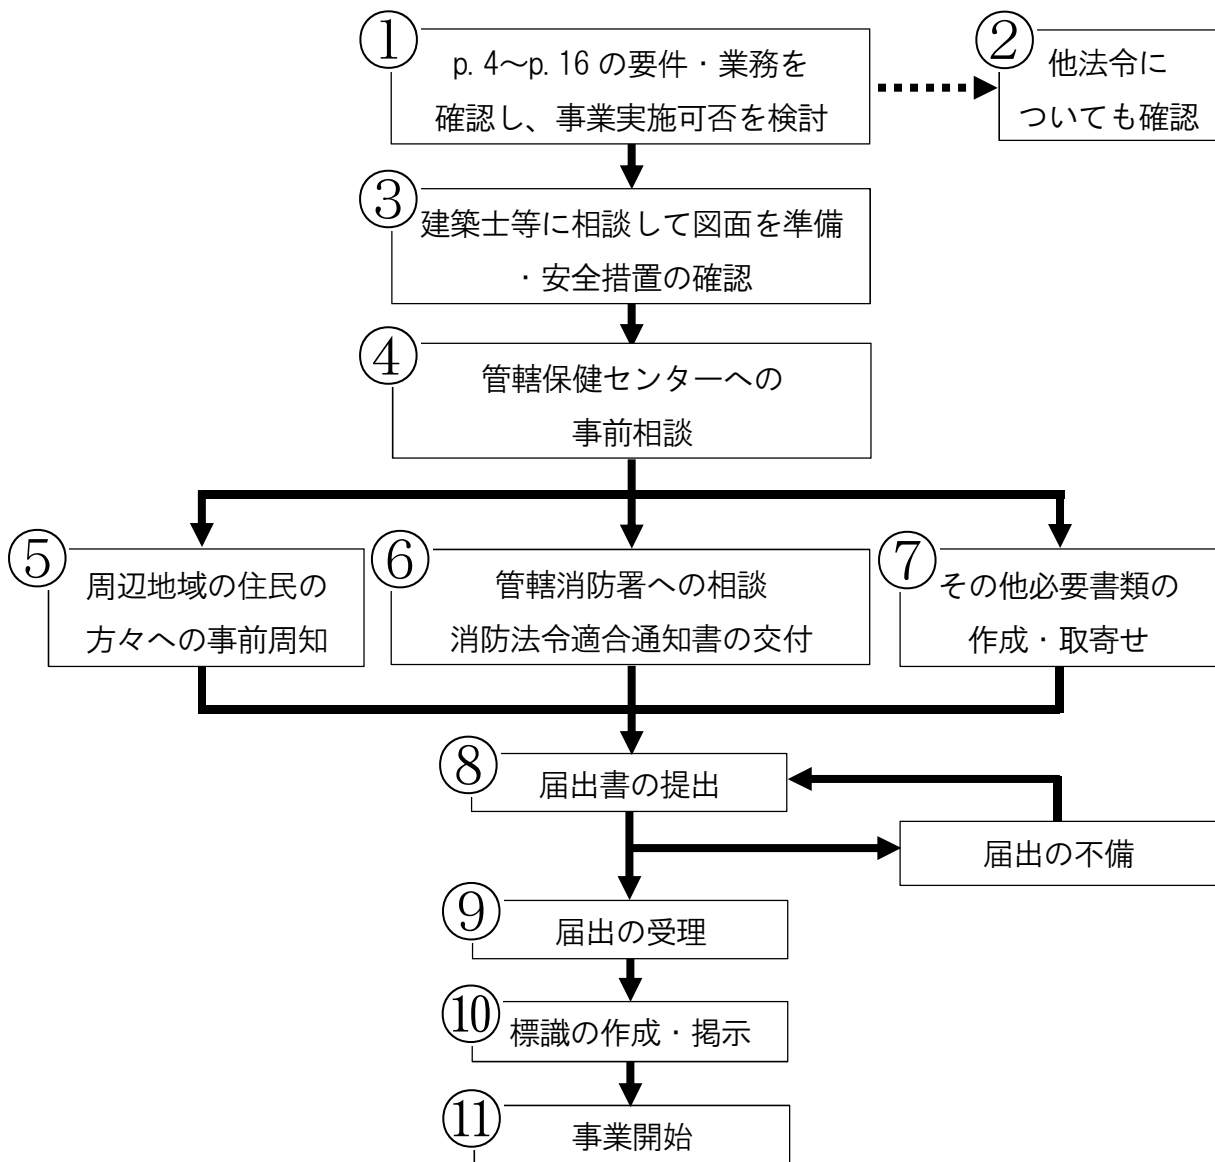 ①
p.4～p.16の要件・業務を
確認し、事業実施可否を検討
②
他法令に
ついても確認
③
建築士等に相談して図面を準備
・安全措置の確認
④
管轄保健センターへの
事前相談
⑤
周辺地域の住民の
方々への事前周知
⑥
管轄消防署への相談
消防法令適合通知書の交付
⑦
その他必要書類の
作成・取寄せ
⑧
届出書の提出
届出の不備
⑨
届出の受理
⑩
標識の作成・掲示
⑪
事業開始